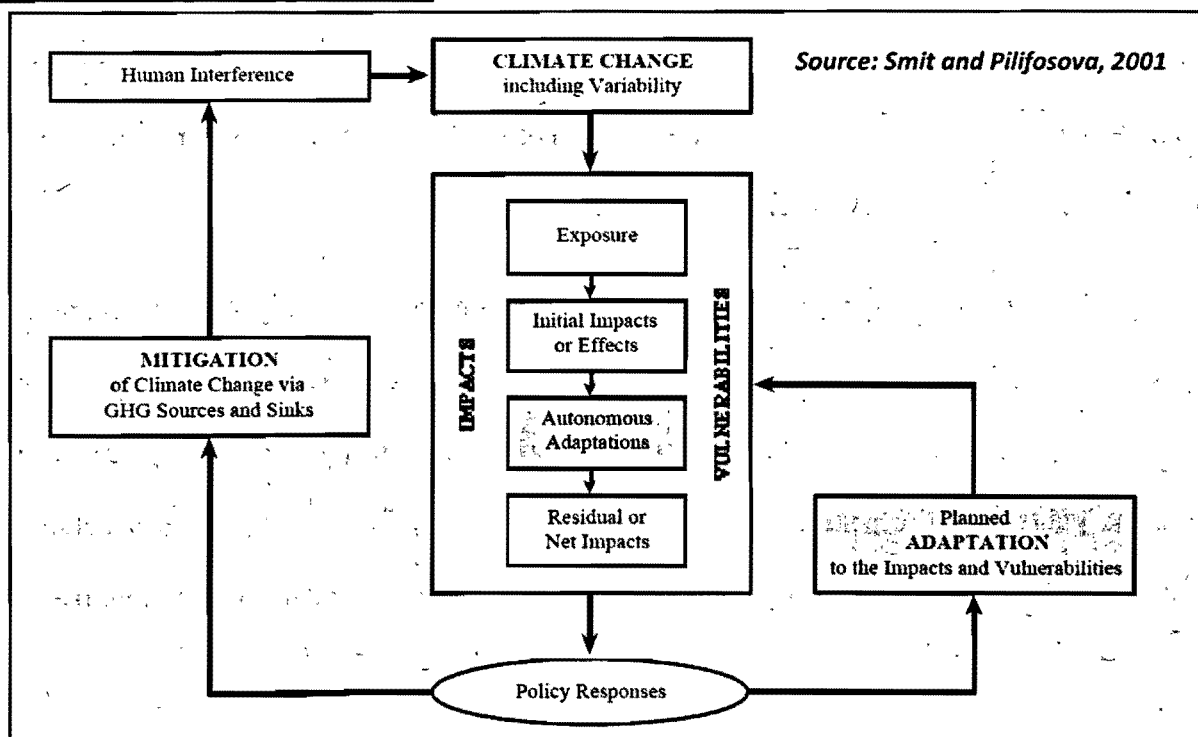 Human Interference
CLIMATE CHANGE
including Variability
Source: Smit and Pilifosova, 2001
IMPACTS
Exposure
Initial Impacts
or Effects
Autonomous
Adaptations
Residual or
Net Impacts
VULNERABILITIES
MITIGATION
of Climate Change via
GHG Sources and Sinks
Planned
ADAPTATION
to the Impacts and Vulnerabilities
Policy Responses